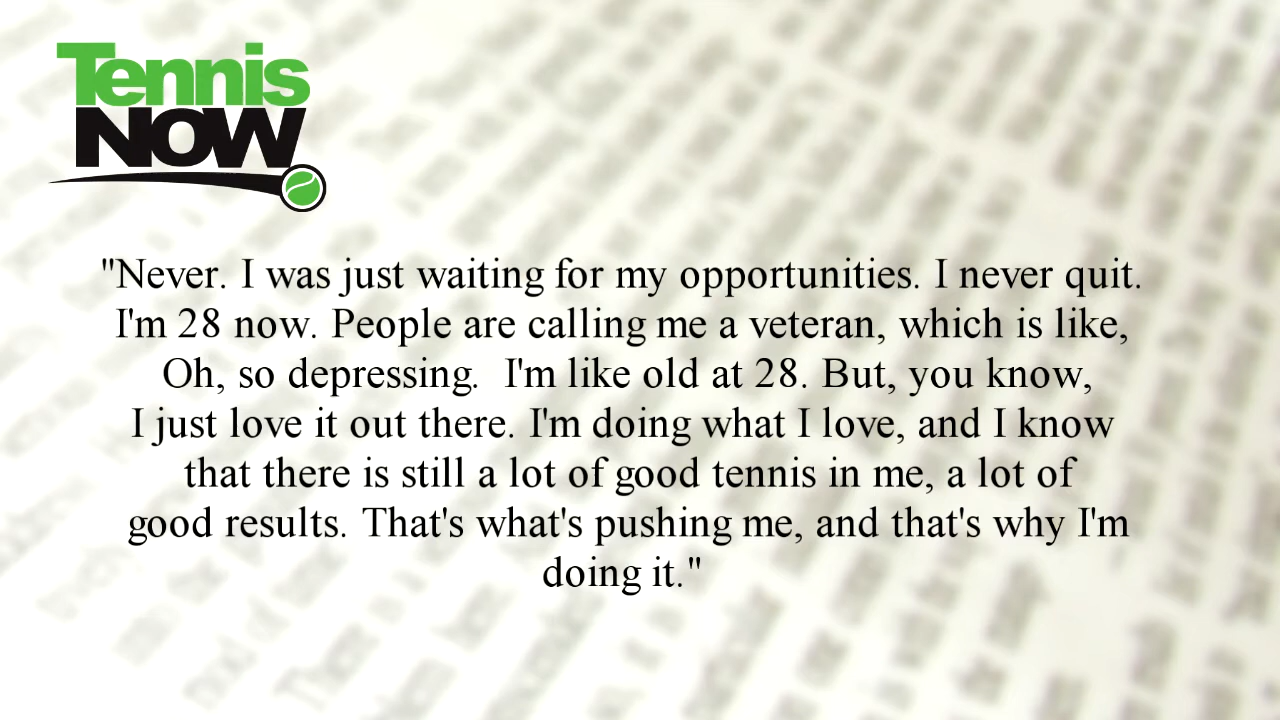 Tennis
NOW
"Never. I was just waiting for my opportunities. I never quit.
I'm 28 now. People are calling me a veteran, which is like,
Oh, so depressing.  I'm like old at 28. But, you know,
I just love it out there. I'm doing what I love, and I know
that there is still a lot of good tennis in me, a lot of
good results. That's what's pushing me, and that's why I'm
doing it."